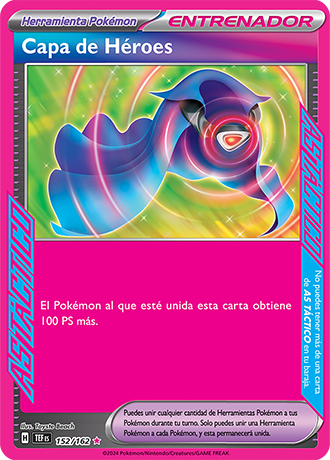 Herramienta Pokémon
ENTRENADOR
Capa de Héroes
AS TÁCTICO
AS TÁCTICO
No puedes tener más de una carta
de AS TÁCTICO en tu baraja.
El Pokémon al que esté unida esta carta obtiene
100 PS más.
Ilus. Toyste Beach
H TEF ES 152/162
Puedes unir cualquier cantidad de Herramientas Pokémon a tus
Pokémon durante tu turno. Solo puedes unir una Herramienta
Pokémon a cada Pokémon, y esta permanecerá unida.
©2024 Pokémon/Nintendo/Creatures/GAME FREAK